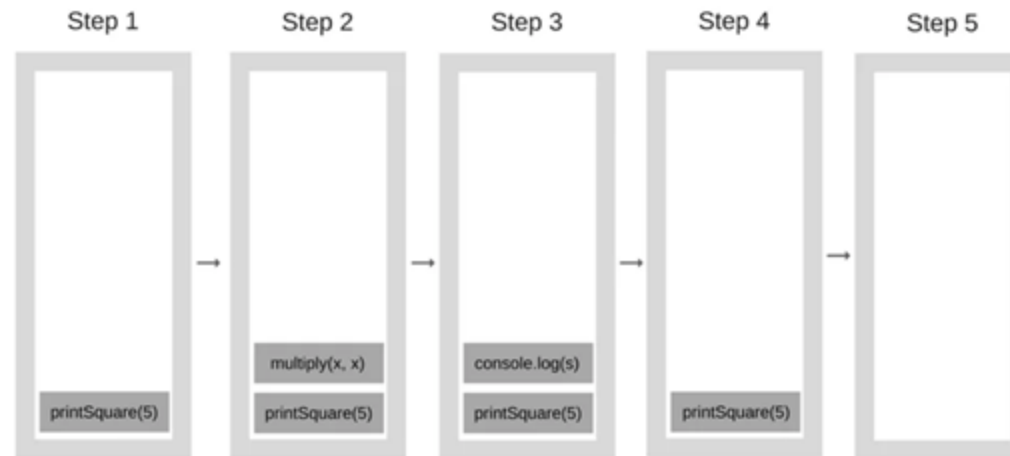 Step 1
Step 2
Step 3
Step 4
Step 5
multiply(x, x)
console.log(s)
printSquare(5)
printSquare(5)
printSquare(5)
printSquare(5)